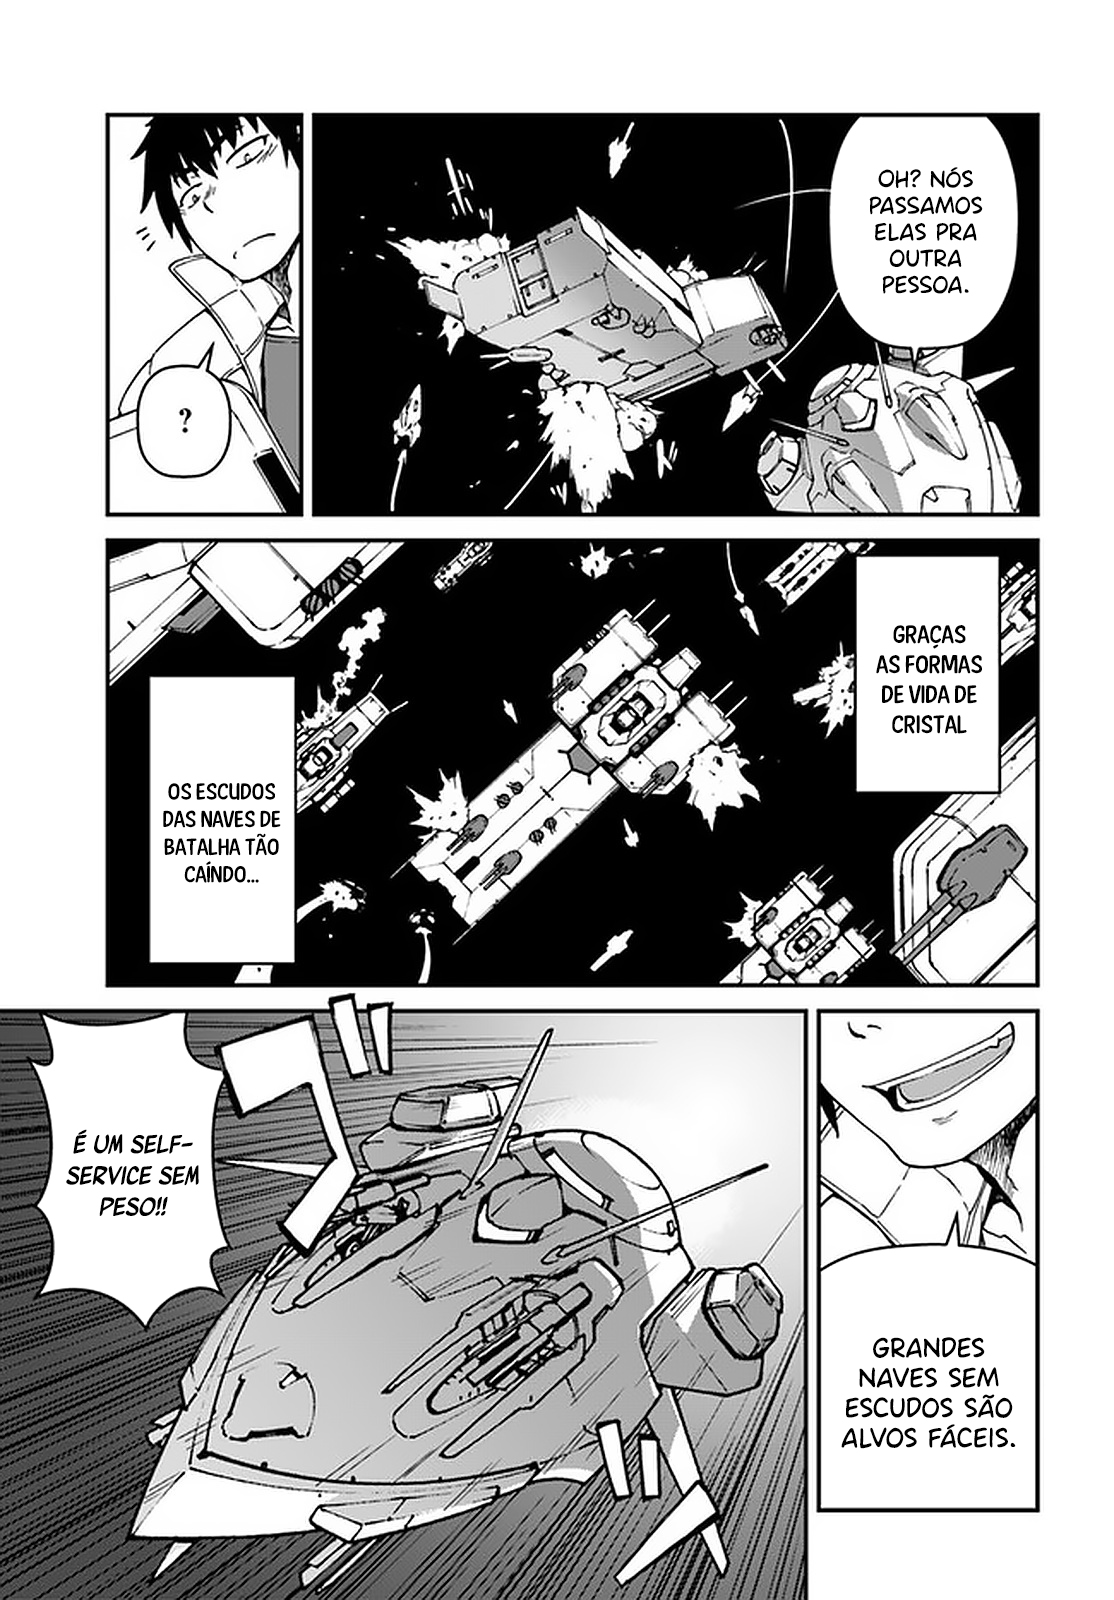 OH? NÓS
PASSAMOS
ELAS PRA
OUTRA
PESSOA.
?
GRAÇAS
AS FORMAS
DE VIDA DE
CRISTAL
OS ESCUDOS
DAS NAVES DE
BATALHA TÃO
CAÍNDO...
GRANDES
NAVES SEM
ESCUDOS SÃO
ALVOS FÁCEIS.
É UM SELF-
SERVICE SEM
PESO!!